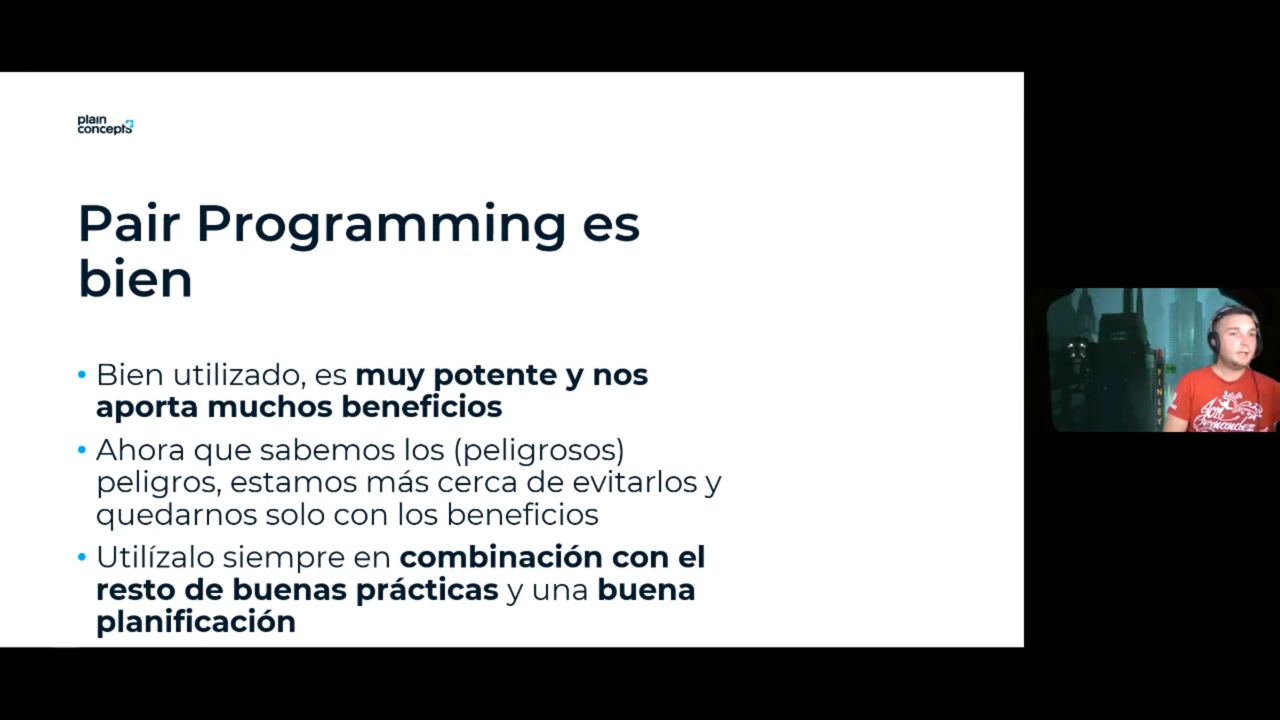 plain
concepts
Pair Programming es
bien
• Bien utilizado, es muy potente y nos
aporta muchos beneficios
• Ahora que sabemos los (peligrosos)
peligros, estamos más cerca de evitarlos y
quedarnos solo con los beneficios
• Utilízalo siempre en combinación con el
resto de buenas prácticas y una buena
planificación
FINLEY